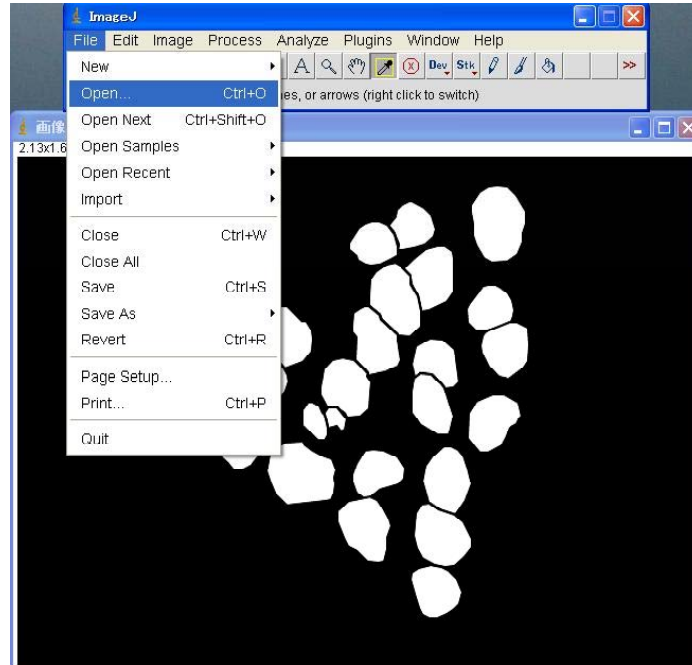 ImageJ
File Edit Image Process Analyze Plugins Window Help
A Dev Stk >>
es, or arrows (right click to switch)
New
Open... Ctrl+O
Open Next Ctrl+Shift+O
Open Samples
Open Recent
Import
Close Ctrl+W
Close All
Save Ctrl+S
Save As
Revert Ctrl+R
Page Setup...
Print... Ctrl+P
Quit
画像
2.13x1.6